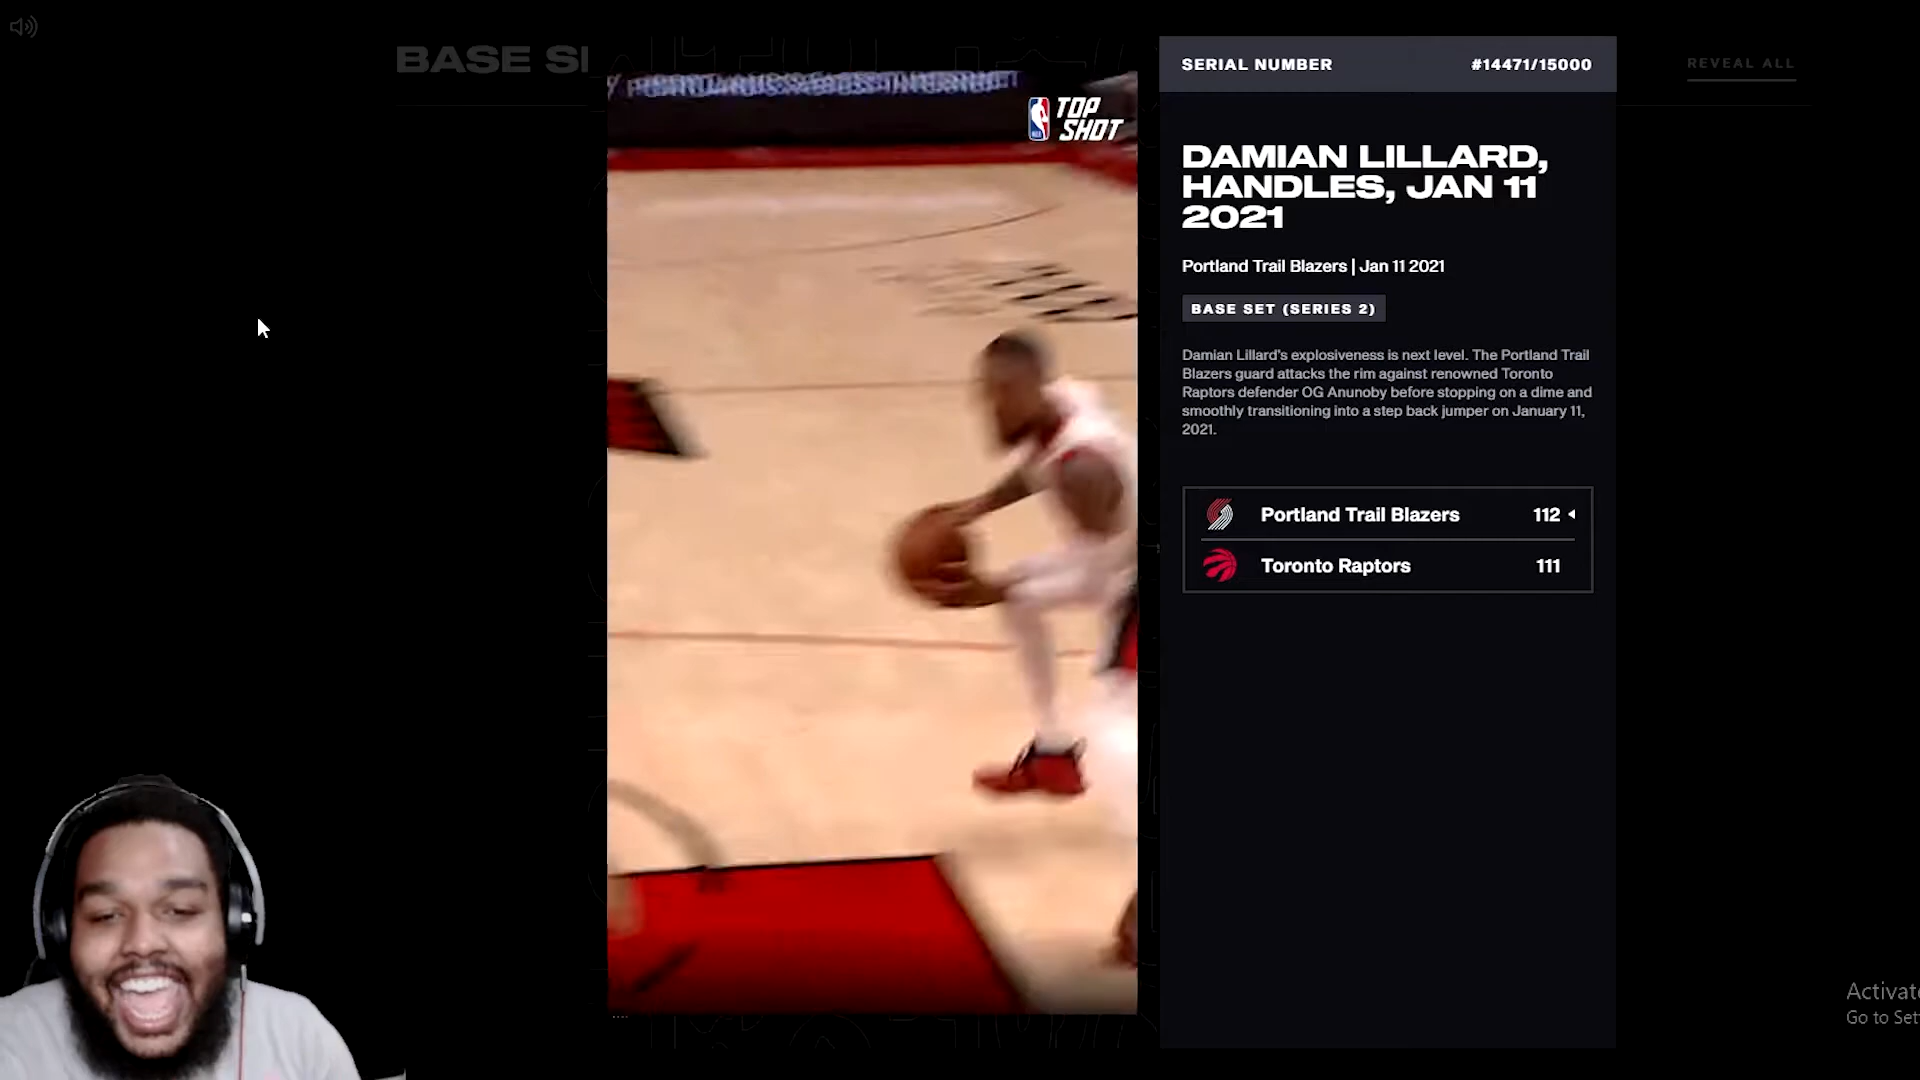 BASE SE
REVEAL ALL
TOP
SHOT
SERIAL NUMBER #14471/15000
DAMIAN LILLARD,
HANDLES, JAN 11
2021
Portland Trail Blazers | Jan 11 2021
BASE SET (SERIES 2)
Damian Lillard's explosiveness is next level. The Portland Trail
Blazers guard attacks the rim against renowned Toronto
Raptors defender OG Anunoby before stopping on a dime and
smoothly transitioning into a step back jumper on January 11,
2021.
Portland Trail Blazers 112
Toronto Raptors 111
Activate
Go to Sett